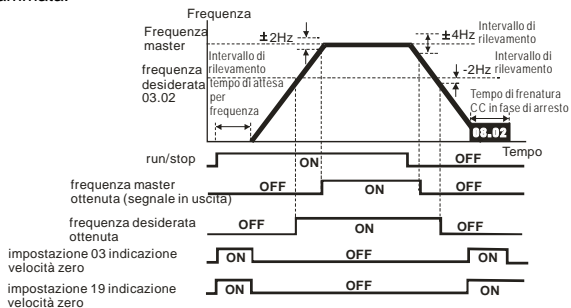 Frequenza
Frequenza master
±2Hz
±4Hz
Intervallo di rilevamento
Intervallo di rilevamento
tempo di attesa per frequenza
frequenza desiderata 03.02
-2Hz
Intervallo di rilevamento
Tempo di frenatura CC in fase di arresto
08.02
Tempo
run/stop
ON
OFF
frequenza master ottenuta (segnale in uscita)
OFF
ON
OFF
frequenza desiderata ottenuta
OFF
ON
OFF
impostazione 03 indicazione velocità zero
ON
OFF
ON
impostazione 19 indicazione velocità zero
ON
OFF
ON